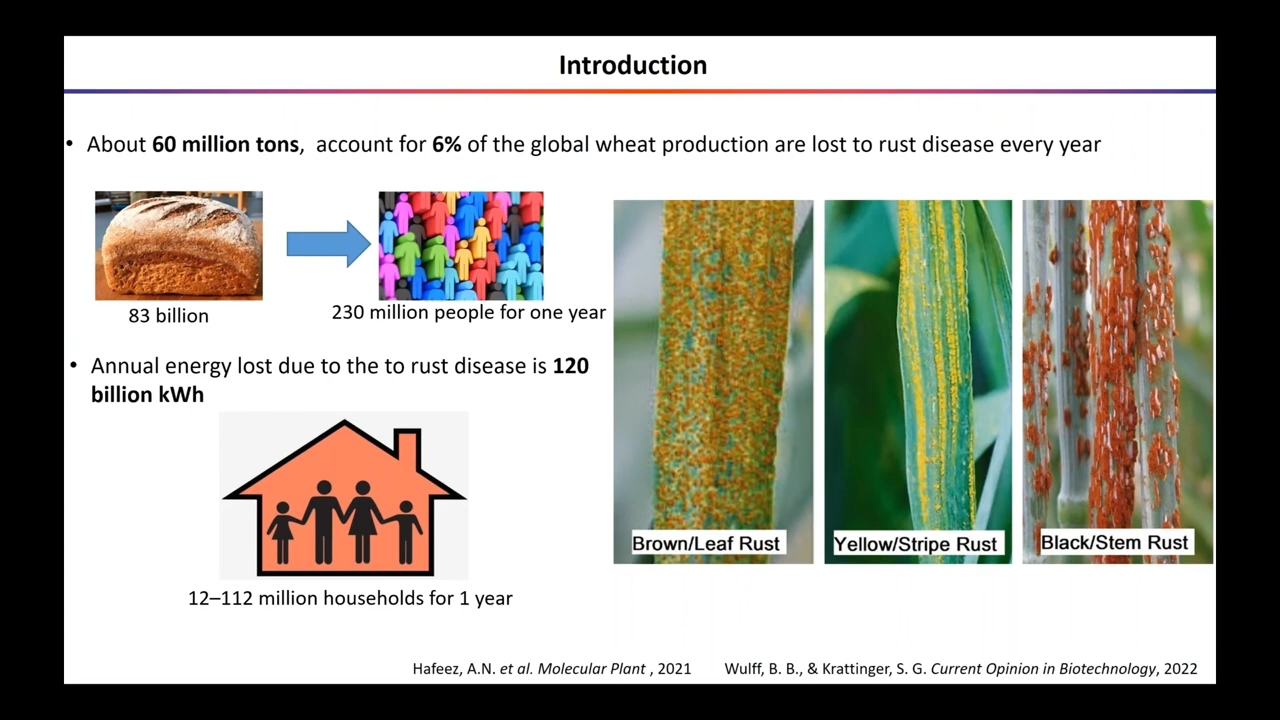 Introduction
• About 60 million tons, account for 6% of the global wheat production are lost to rust disease every year
83 billion
230 million people for one year
• Annual energy lost due to the to rust disease is 120
billion kWh
12–112 million households for 1 year
Brown/Leaf Rust
Yellow/Stripe Rust
Black/Stem Rust
Hafeez, A.N. et al. Molecular Plant , 2021
Wulff, B. B., & Krattinger, S. G. Current Opinion in Biotechnology, 2022